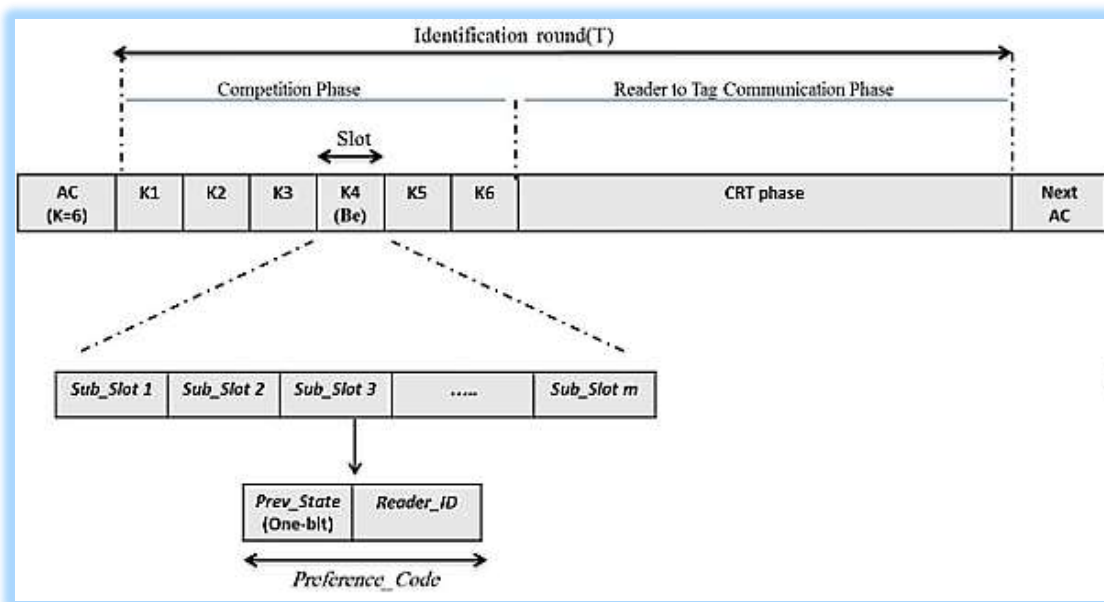 Identification round(T)
Competition Phase
Reader to Tag Communication Phase
Slot
AC
(K=6)
K1
K2
K3
K4
(Be)
K5
K6
CRT phase
Next
AC
Sub_Slot 1
Sub_Slot 2
Sub_Slot 3
.....
Sub_Slot m
Prev_State
(One-bit)
Reader_ID
Preference_Code